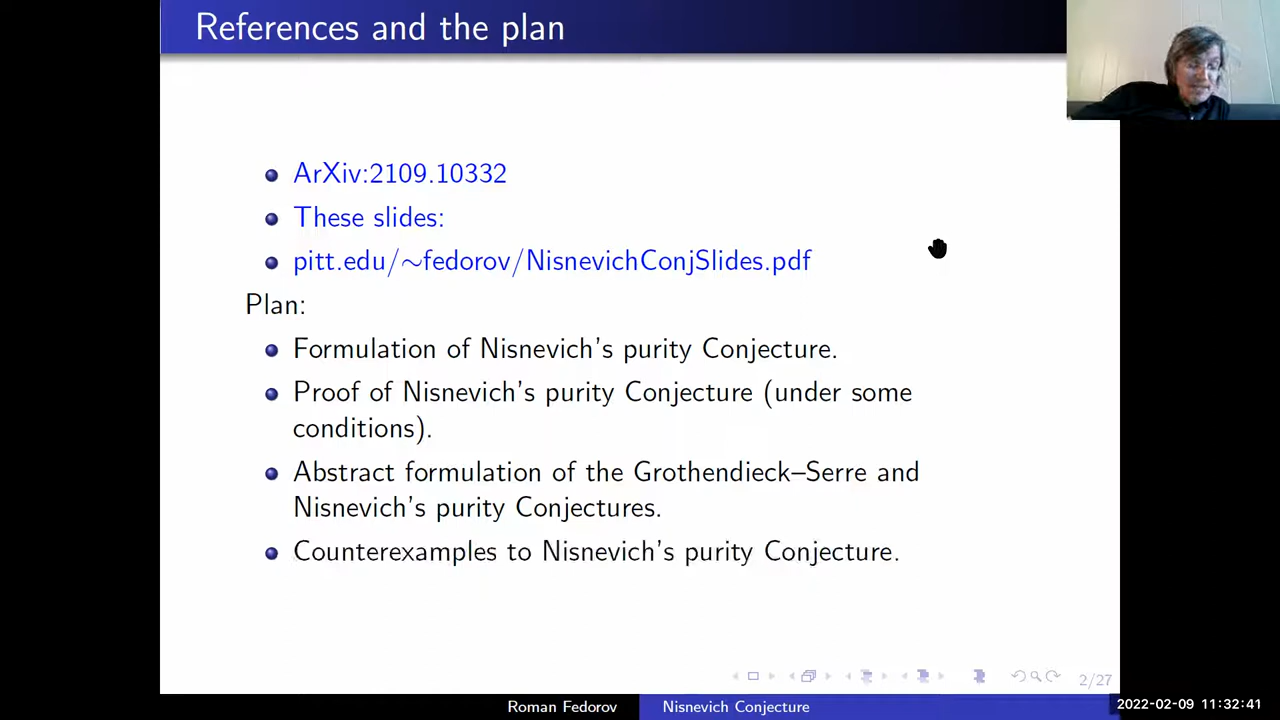 References and the plan
ArXiv:2109.10332
These slides:
pitt.edu/~fedorov/NisnevichConjSlides.pdf
Plan:
Formulation of Nisnevich's purity Conjecture.
Proof of Nisnevich's purity Conjecture (under some
conditions).
Abstract formulation of the Grothendieck–Serre and
Nisnevich's purity Conjectures.
Counterexamples to Nisnevich's purity Conjecture.
2/27
Roman Fedorov
Nisnevich Conjecture
2022-02-09 11:32:41